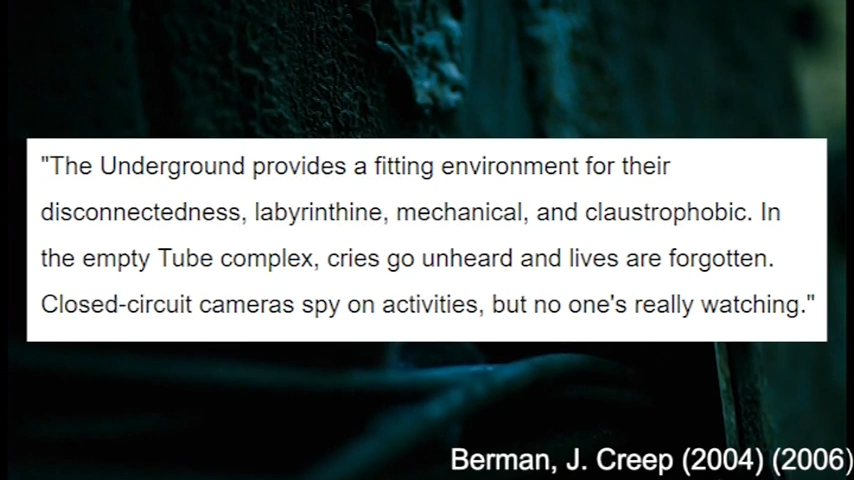 "The Underground provides a fitting environment for their
disconnectedness, labyrinthine, mechanical, and claustrophobic. In
the empty Tube complex, cries go unheard and lives are forgotten.
Closed-circuit cameras spy on activities, but no one's really watching."
Berman, J. Creep (2004) (2006)